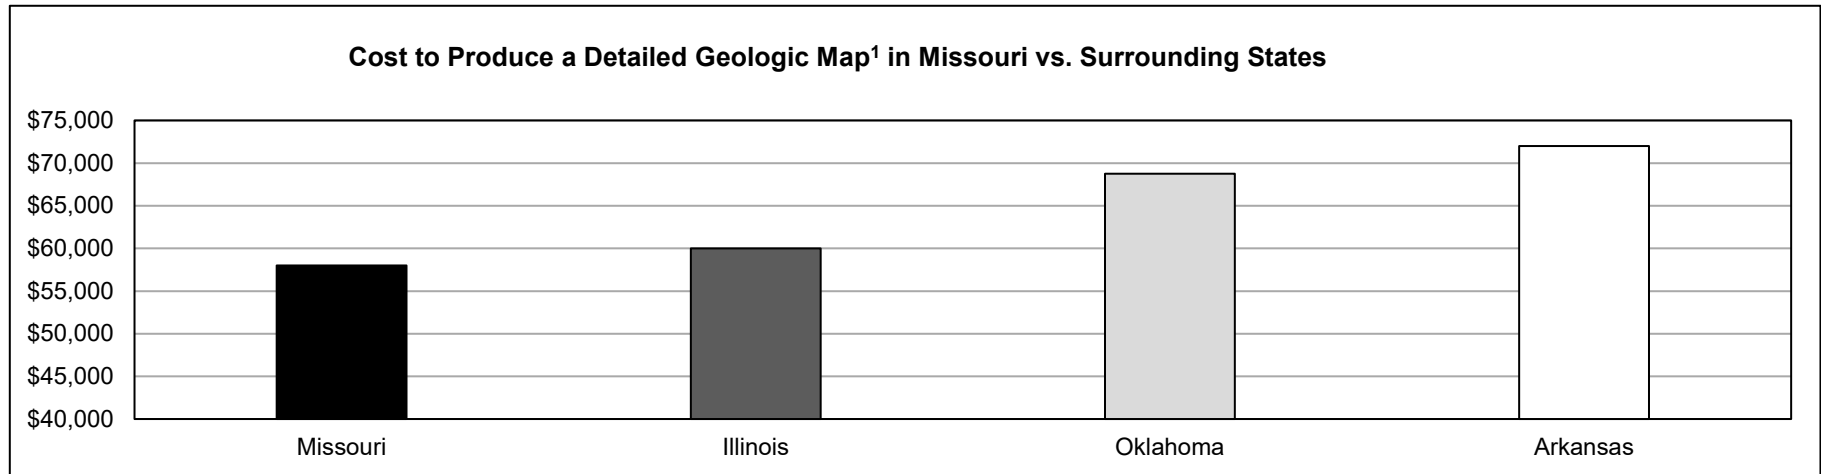 Cost to Produce a Detailed Geologic Map¹ in Missouri vs. Surrounding States
$75,000
$70,000
$65,000
$60,000
$55,000
$50,000
$45,000
$40,000
Missouri
Illinois
Oklahoma
Arkansas